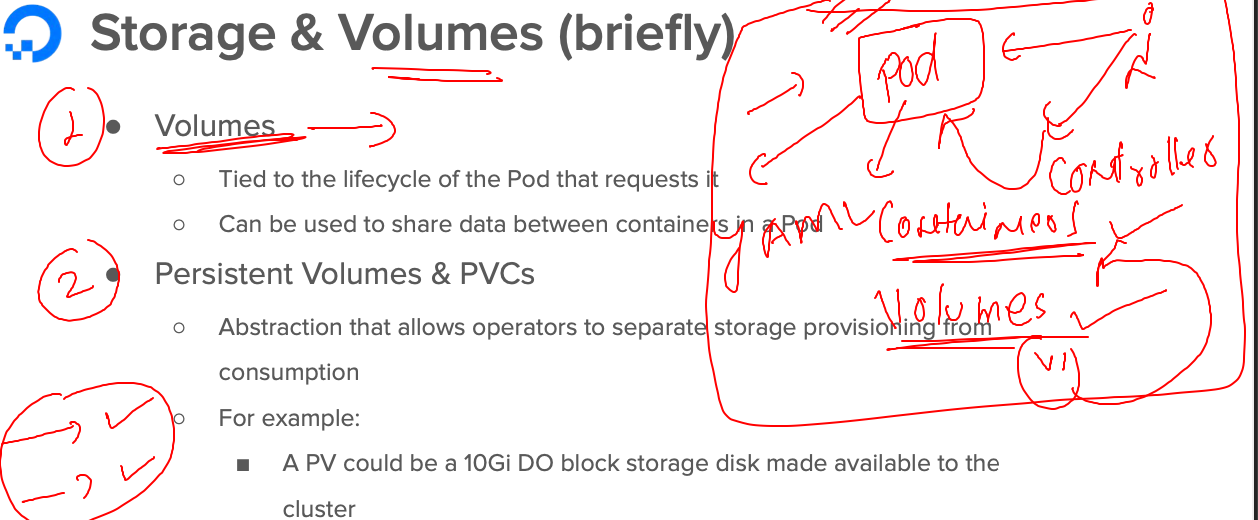 Storage & Volumes (briefly)
pod
1
Volumes
Controller
Tied to the lifecycle of the Pod that requests it
Can be used to share data between containers in a Pod
YAML
Containers
2
Persistent Volumes & PVCs
Volumes
Abstraction that allows operators to separate storage provisioning from
consumption
V1
For example:
A PV could be a 10Gi DO block storage disk made available to the
cluster